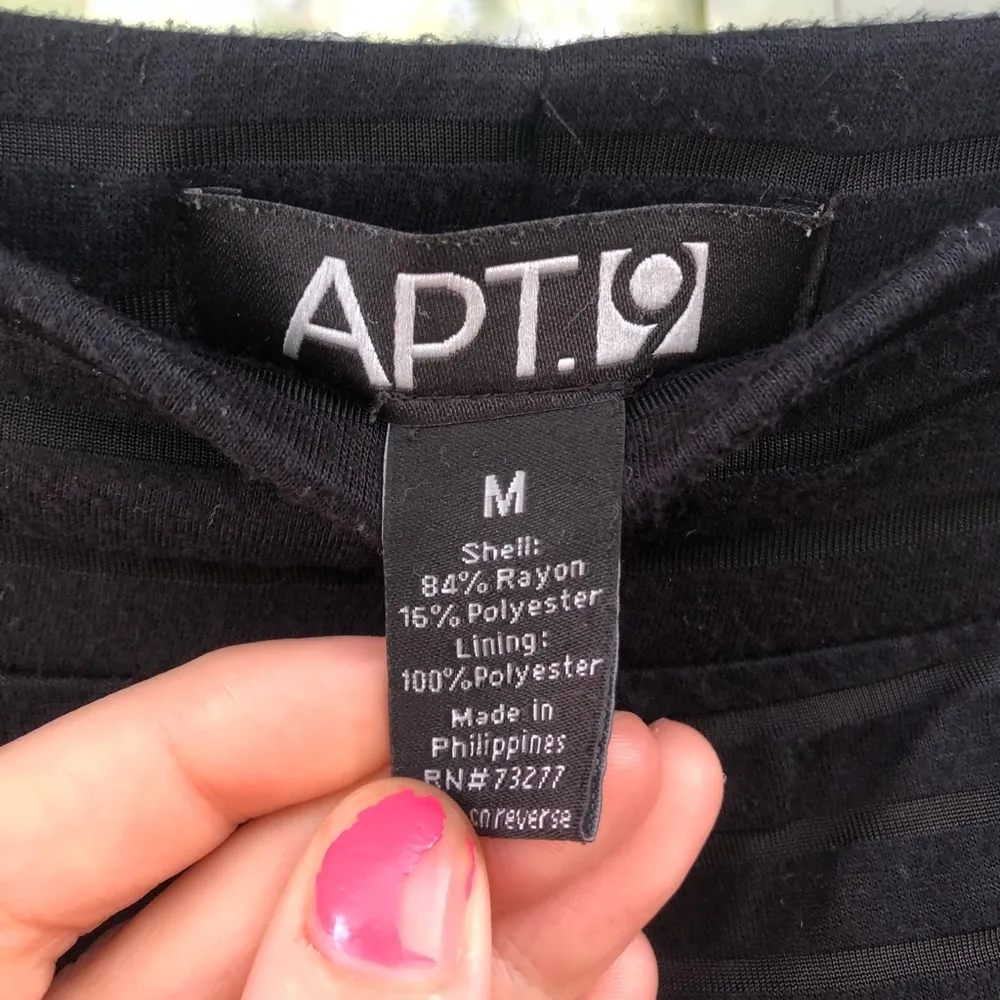 APT.9
M
Shell:
84% Rayon
16% Polyester
Lining:
100% Polyester
Made in
Philippines
RN#73277
on reverse